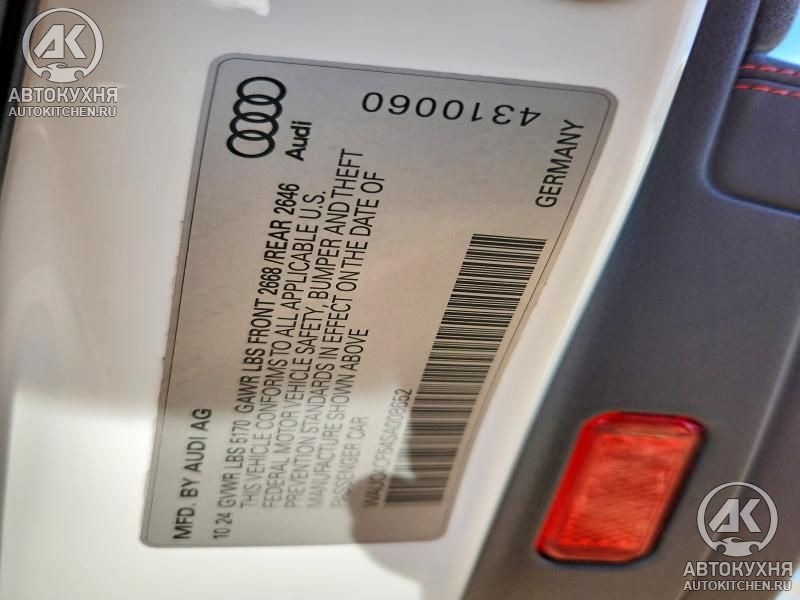 AK
АВТОКУХНЯ
AUTOKITCHEN.RU
MFD. BY AUDI AG
Audi
4310060
10 24 GVWR LBS 5170 GAWR LBS FRONT 2668 /REAR 2646
THIS VEHICLE CONFORMS TO ALL APPLICABLE U.S.
FEDERAL MOTOR VEHICLE SAFETY, BUMPER AND THEFT
PREVENTION STANDARDS IN EFFECT ON THE DATE OF
MANUFACTURE SHOWN ABOVE
PASSENGER CAR
GERMANY
AK
АВТОКУХНЯ
AUTOKITCHEN.RU